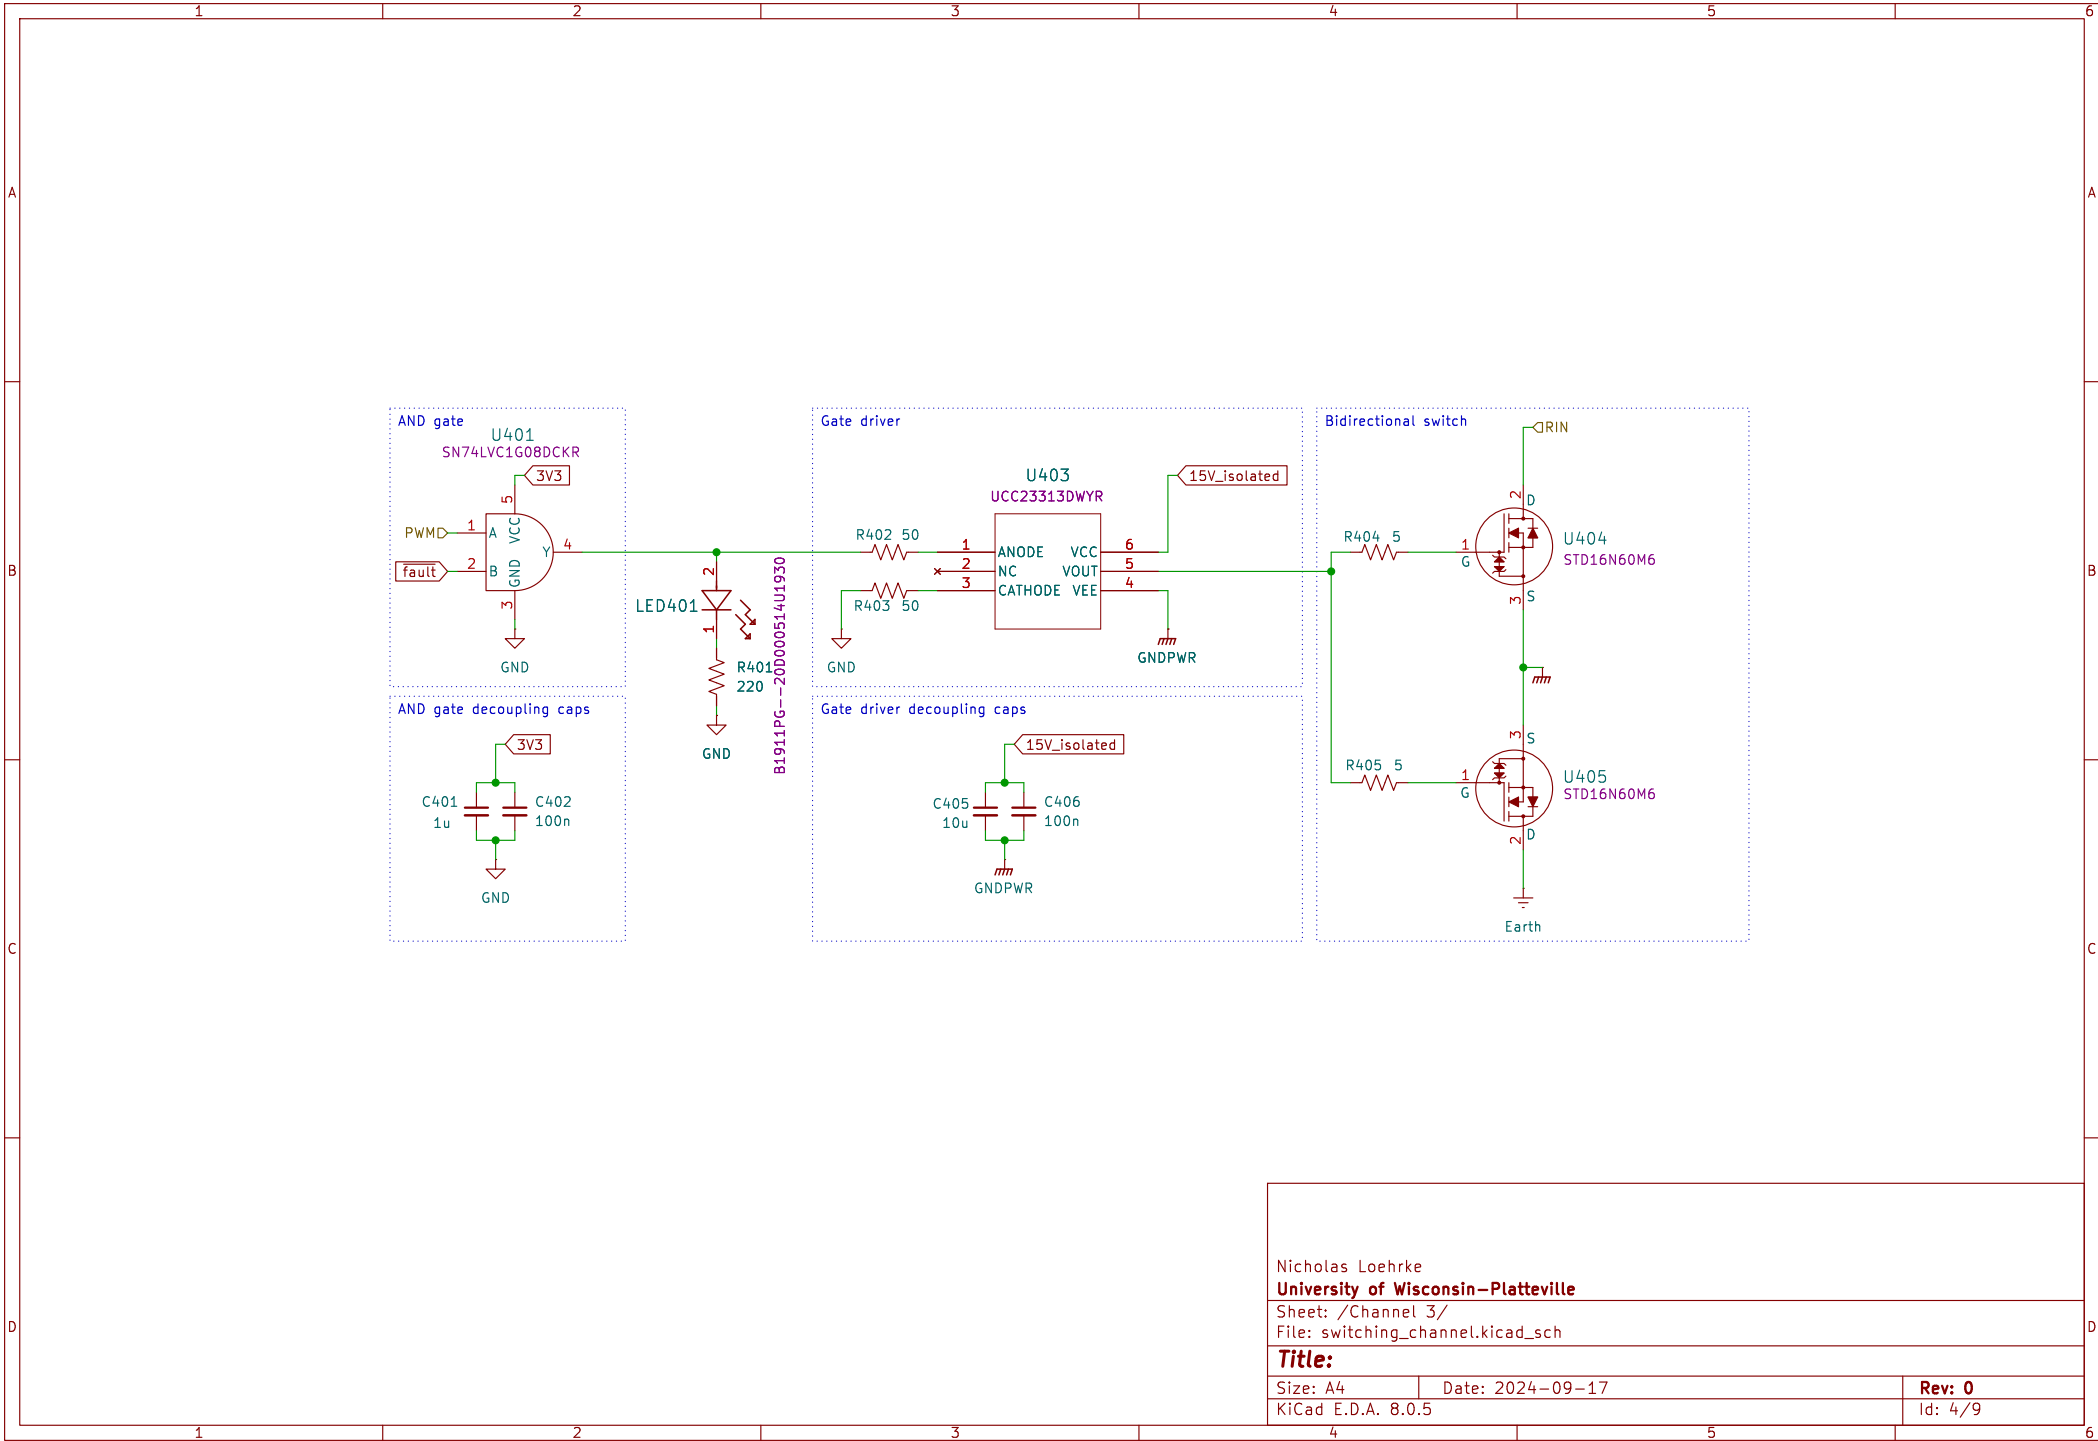 1 2 3 4 5 6
A A
B B
C C
D D
1 2 3 4 5 6
AND gate
U401
SN74LVC1G08DCKR
3V3
5
VCC
PWM
1
A
Y
4
fault
2
B
GND
3
GND
2
LED401
1
B1911PG--20D000514U1930
R401
220
GND
AND gate decoupling caps
3V3
C401
1u
C402
100n
GND
Gate driver
U403
UCC23313DWYR
15V_isolated
R402 50
1 ANODE VCC 6
2 NC VOUT 5
3 CATHODE VEE 4
R403 50
GND
GNDPWR
Gate driver decoupling caps
15V_isolated
C405
10u
C406
100n
GNDPWR
Bidirectional switch
RIN
2
D
R404 5
1
G
U404
STD16N60M6
S
3
3
S
R405 5
1
G
U405
STD16N60M6
D
2
Earth
Nicholas Loehrke
University of Wisconsin-Platteville
Sheet: /Channel 3/
File: switching_channel.kicad_sch
Title:
Size: A4 Date: 2024-09-17 Rev: 0
KiCad E.D.A. 8.0.5 Id: 4/9